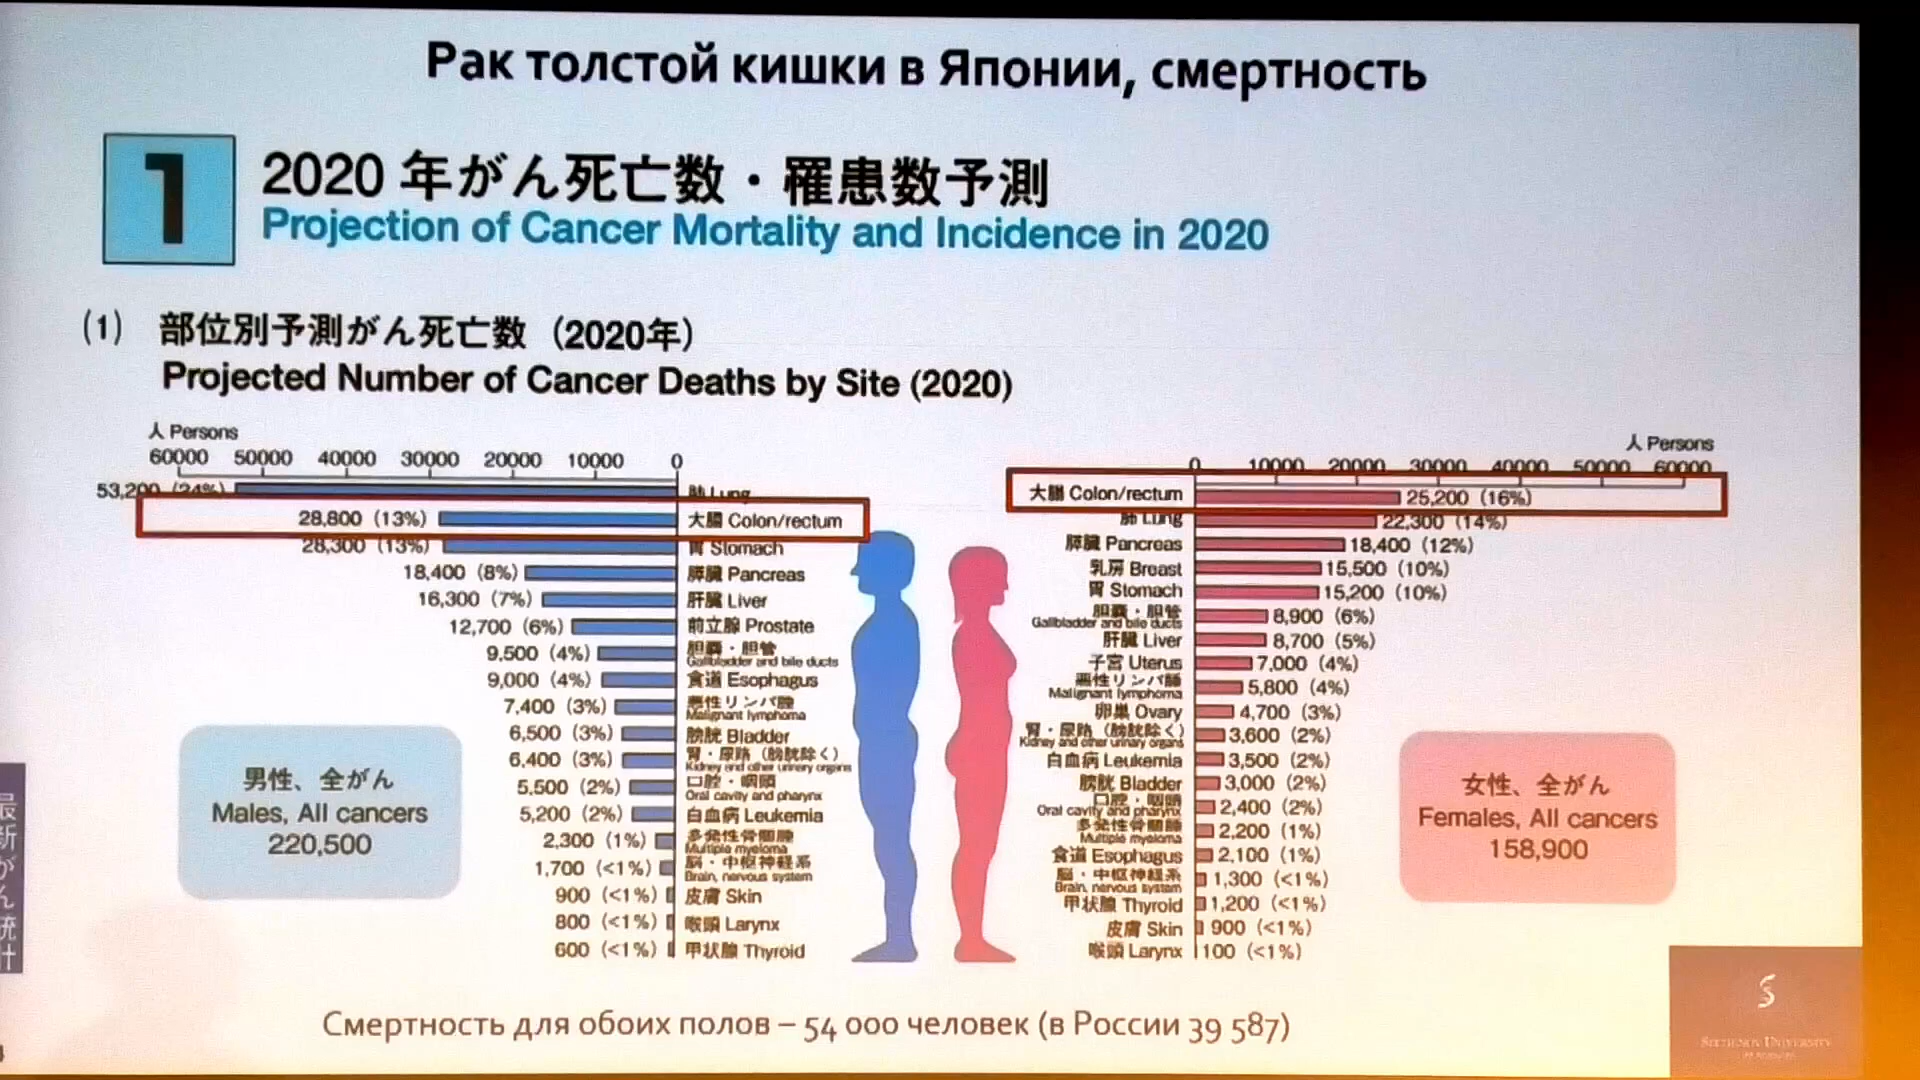 Рак толстой кишки в Японии, смертность
1
2020 年がん死亡数・罹患数予測
Projection of Cancer Mortality and Incidence in 2020
(1) 部位別予測がん死亡数（2020年）
Projected Number of Cancer Deaths by Site (2020)
人 Persons
60000 50000 40000 30000 20000 10000 0
53,200 (24%) 肺 Lung
28,800 (13%) 大腸 Colon/rectum
28,300 (13%) 胃 Stomach
18,400 (8%) 膵臓 Pancreas
16,300 (7%) 肝臓 Liver
12,700 (6%) 前立腺 Prostate
9,500 (4%) 胆嚢・胆管
Gallbladder and bile ducts
9,000 (4%) 食道 Esophagus
7,400 (3%) 悪性リンパ腫
Malignant lymphoma
6,500 (3%) 膀胱 Bladder
6,400 (3%) 腎・尿路（膀胱除く）
Kidney and other urinary organs
5,500 (2%) 口腔・咽頭
Oral cavity and pharynx
5,200 (2%) 白血病 Leukemia
2,300 (1%) 多発性骨髄腫
Multiple myeloma
1,700 (<1%) 脳・中枢神経系
Brain, nervous system
900 (<1%) 皮膚 Skin
800 (<1%) 喉頭 Larynx
600 (<1%) 甲状腺 Thyroid
男性、全がん
Males, All cancers
220,500
人 Persons
0 10000 20000 30000 40000 50000 60000
大腸 Colon/rectum 25,200 (16%)
肺 Lung 22,300 (14%)
膵臓 Pancreas 18,400 (12%)
乳房 Breast 15,500 (10%)
胃 Stomach 15,200 (10%)
胆嚢・胆管 8,900 (6%)
Gallbladder and bile ducts
肝臓 Liver 8,700 (5%)
子宮 Uterus 7,000 (4%)
悪性リンパ腫 5,800 (4%)
Malignant lymphoma
卵巣 Ovary 4,700 (3%)
腎・尿路（膀胱除く） 3,600 (2%)
Kidney and other urinary organs
白血病 Leukemia 3,500 (2%)
膀胱 Bladder 3,000 (2%)
口腔・咽頭 2,400 (2%)
Oral cavity and pharynx
多発性骨髄腫 2,200 (1%)
Multiple myeloma
食道 Esophagus 2,100 (1%)
脳・中枢神経系 1,300 (<1%)
Brain, nervous system
甲状腺 Thyroid 1,200 (<1%)
皮膚 Skin 900 (<1%)
喉頭 Larynx 100 (<1%)
女性、全がん
Females, All cancers
158,900
最新がん統計
Смертность для обоих полов – 54 000 человек (в России 39 587)
SECHENOV UNIVERSITY